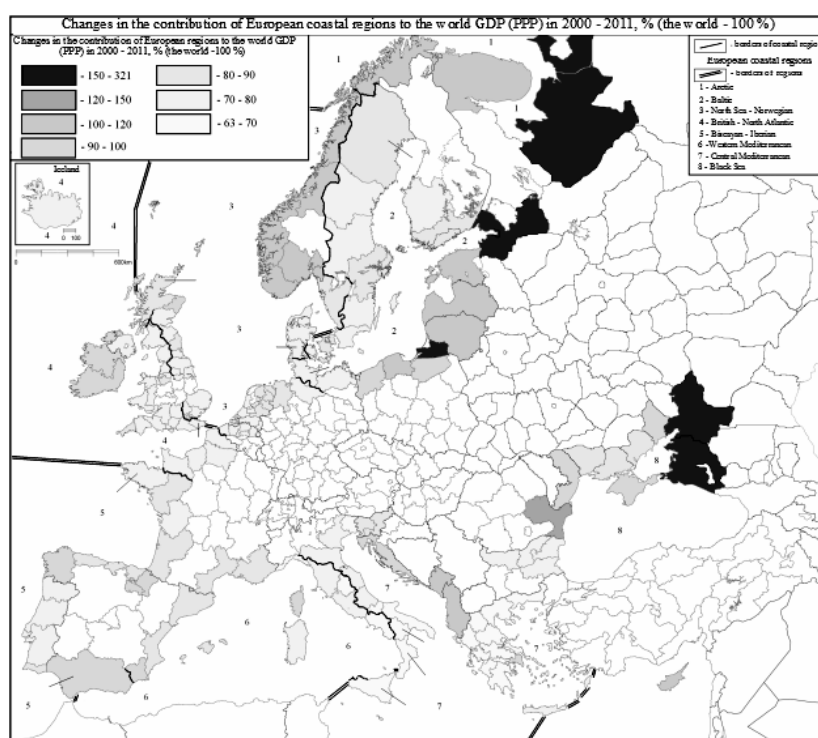 Changes in the contribution of European coastal regions to the world GDP (PPP) in 2000 - 2011, % (the world - 100 %)
Changes in the contribution of European regions to the world GDP
(PPP) in 2000 - 2011, % (the world -100 %)
- 150 - 321
- 80 - 90
- 120 - 150
- 70 - 80
- 100 - 120
- 63 - 70
- 90 - 100
- borders of coastal region
European coastal regions
- borders of regions
1 - Arctic
2 - Baltic
3 - North Sea - Norwegian
4 - British - North Atlantic
5 - Biscayan - Iberian
6 - Western Mediterranean
7 - Central Mediterranean
8 - Black Sea
Iceland
4
0 100
4
0
600km
1
1
1
3
4
3
2
2
3
2
4
3
4
8
5
8
5
7
6
6
7
5
6
7